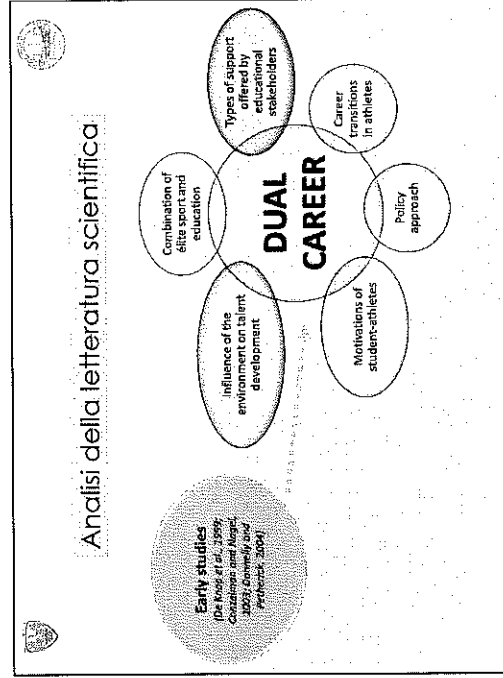 Analisi della letteratura scientifica
Early studies
(De Knop et al., 1999;
Conzelman and Nagel,
2003; Donnelly and
Petherick, 2004)
Combination of
élite sport and
education
Influence of the
environment on talent
development
Types of support
offered by
educational
stakeholders
DUAL
CAREER
Career
transitions
in athletes
Motivations of
student-athletes
Policy
approach